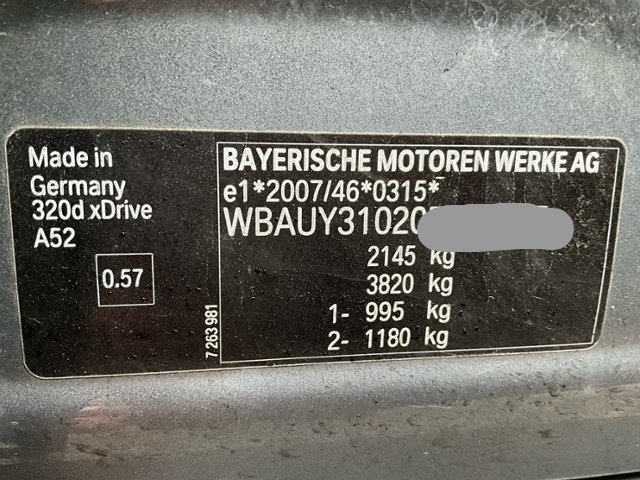 Made in
Germany
320d xDrive
A52
0.57
7 263 981
BAYERISCHE MOTOREN WERKE AG
e1*2007/46*0315*
WBAUY31020
2145 kg
3820 kg
1- 995 kg
2- 1180 kg